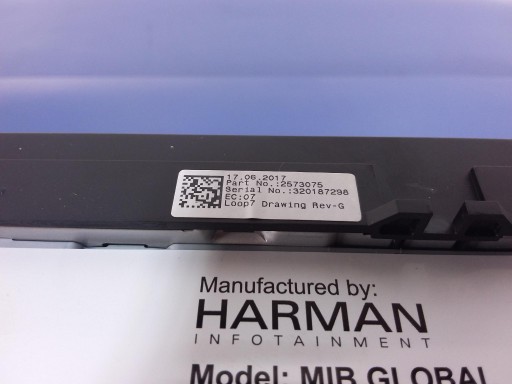 17.06.2017
Part No.:2573075
Serial No.:320187298
EC:07
Loop7 Drawing Rev-G
Manufactured by:
HARMAN
INFOTAINMENT
Model: MIB GLOBAL